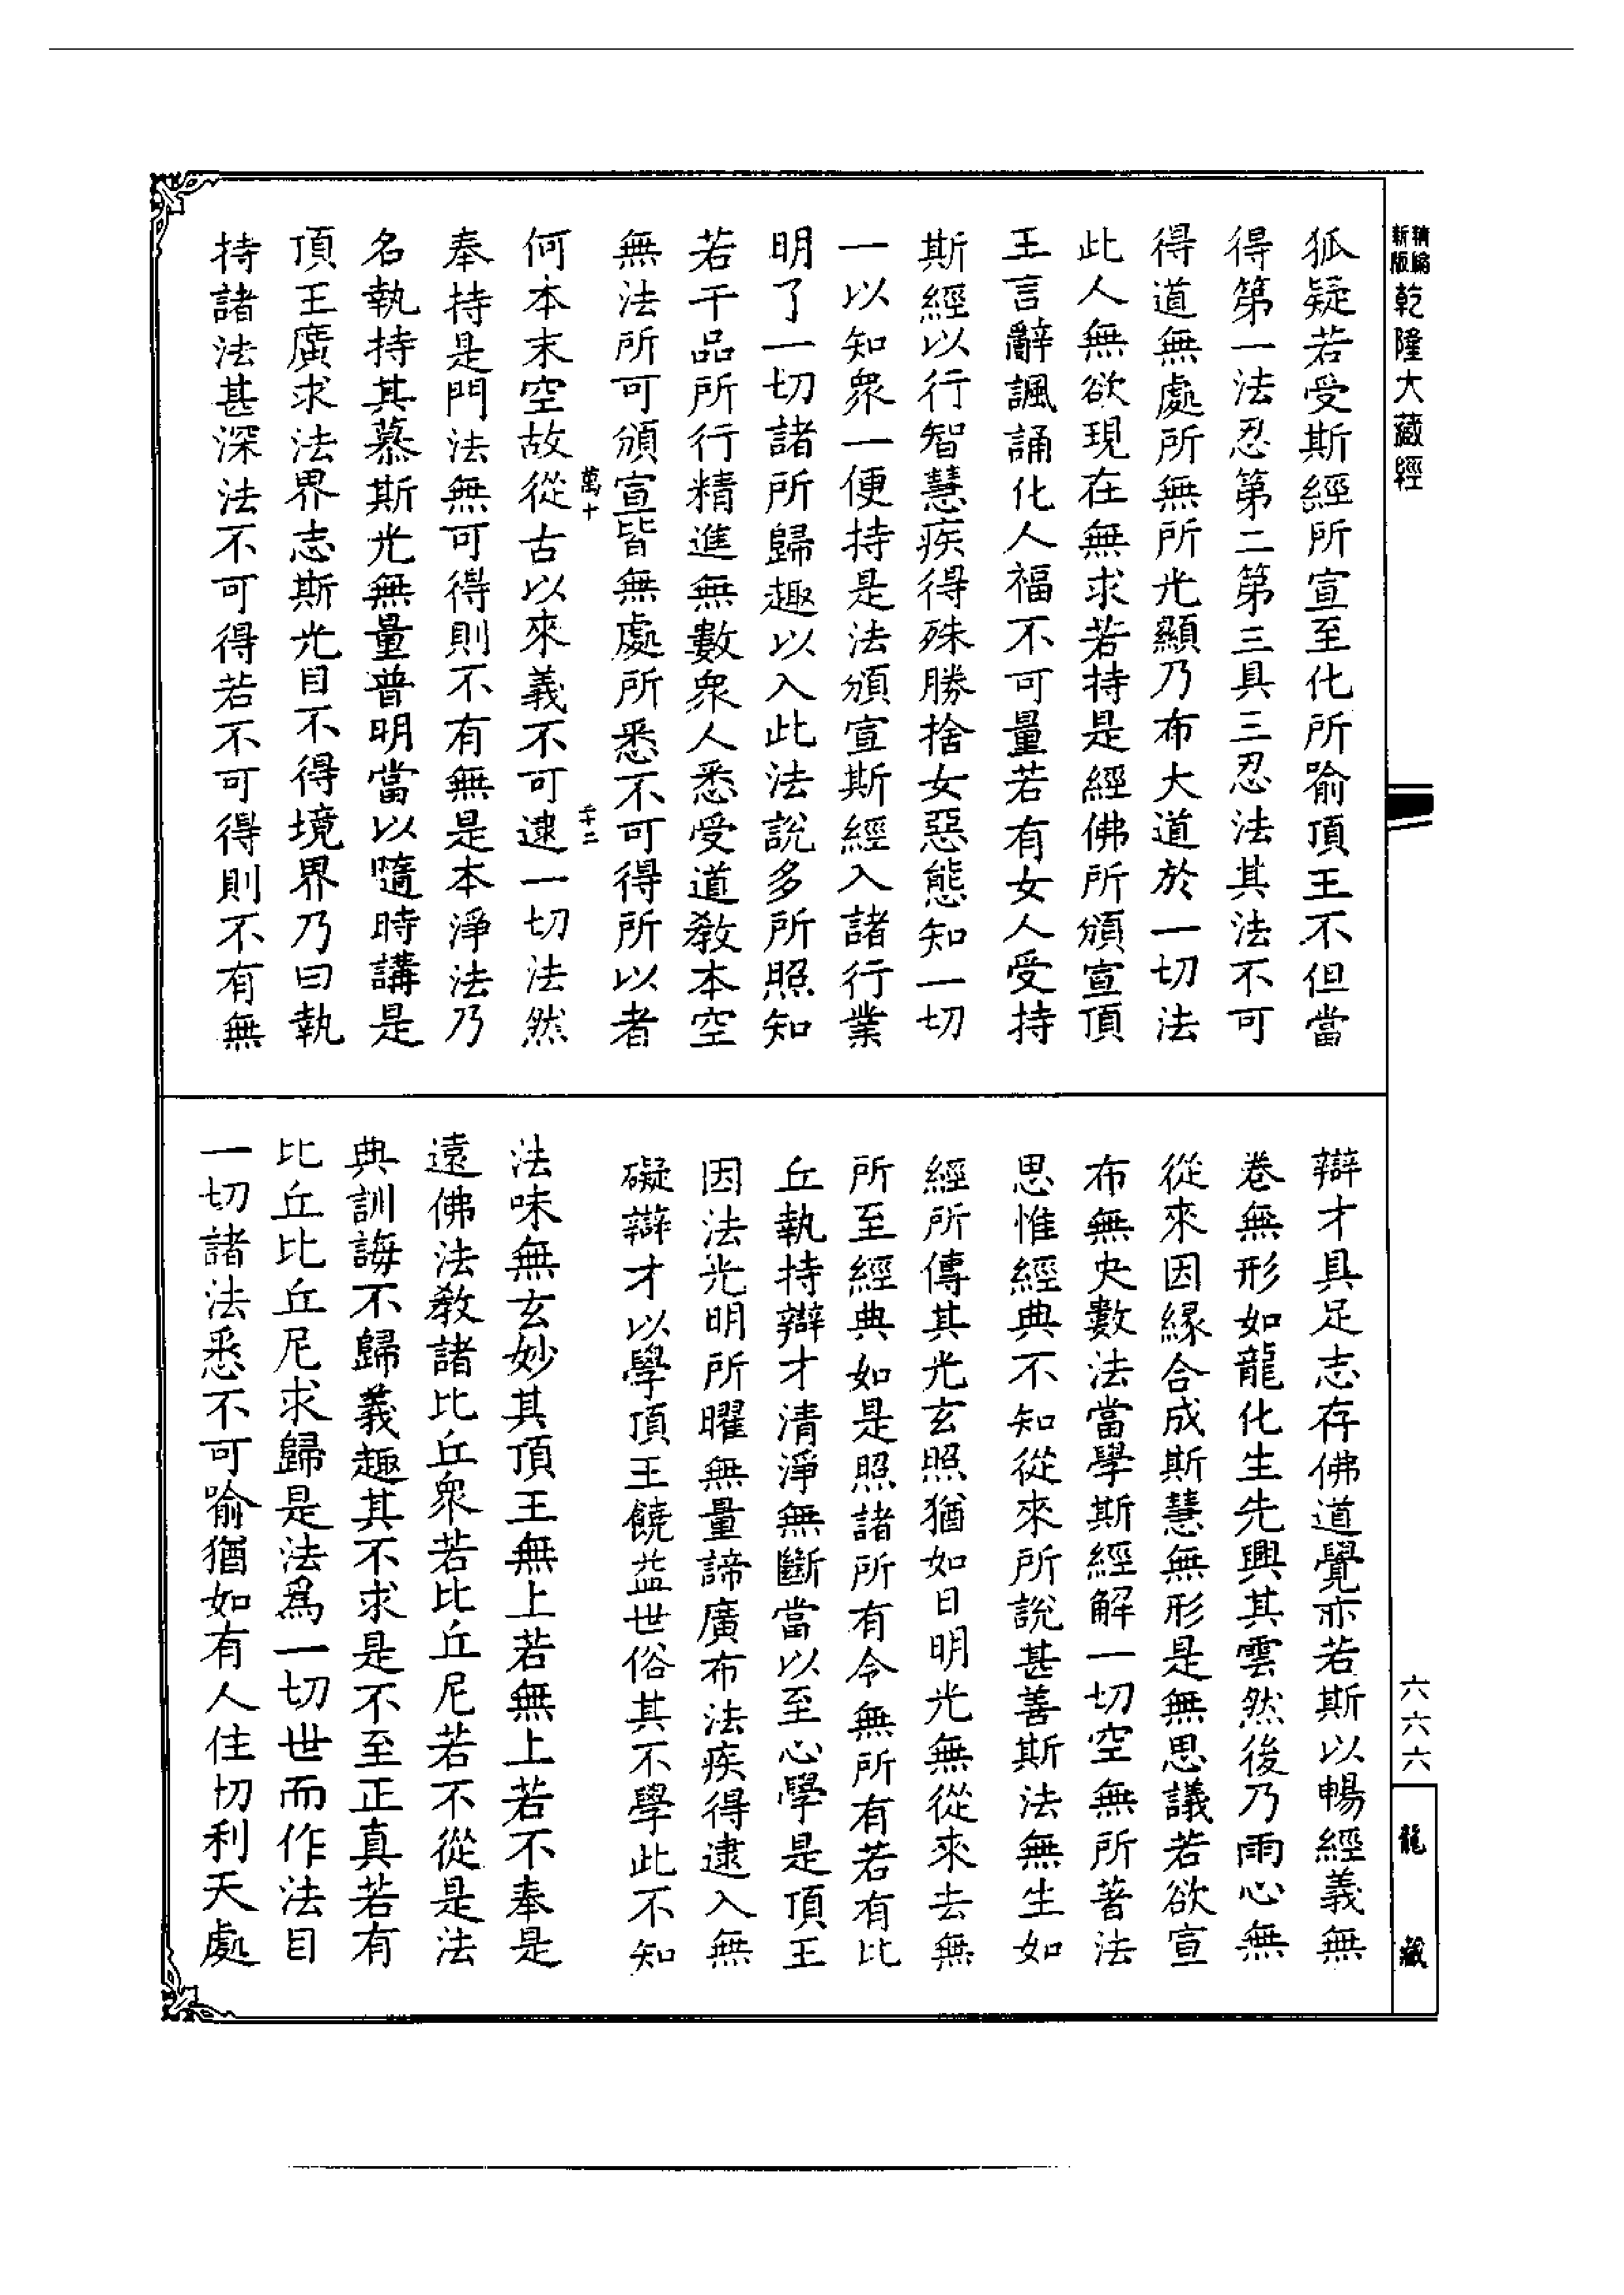 精縮新版乾隆大藏經
狐疑若受斯經所宣至化所喻頂王不但當
得第一法忍第二第三具三忍法其法不可
得道無處所無所光顯乃布大道於一切法
此人無欲現在無求若持是經佛所頒宣頂
王言辭諷誦化人福不可量若有女人受持
斯經以行智慧疾得殊勝捨女惡態知一切
一以知衆一便持是法頒宣斯經入諸行業
明了一切諸所歸趣以入此法說多所照知
若干品所行精進無數衆人悉受道敎本空
無法所可頒宣皆無處所悉不可得所以者
萬十
十二
何本末空故從古以來義不可逮一切法然
奉持是門法無可得則不有無是本淨法乃
名執持其慕斯光無量普明當以隨時講是
頂王廣求法界志斯光目不得境界乃曰執
持諸法甚深法不可得若不可得則不有無
辯才具足志存佛道覺亦若斯以暢經義無
卷無形如龍化生先興其雲然後乃雨心無
從來因緣合成斯慧無形是無思議若欲宣
布無央數法當學斯經解一切空無所著法
思惟經典不知從來所說甚善斯法無生如
經所傳其光玄照猶如日明光無從來去無
所至經典如是照諸所有令無所有若有比
丘執持辯才清淨無斷當以至心學是頂王
因法光明所曜無量諦廣布法疾得逮入無
礙辯才以學頂王饒益世俗其不學此不知
法味無玄妙其頂王無上若無上若不奉是
遠佛法敎諸比丘衆若比丘尼若不從是法
典訓誨不歸義趣其不求是不至正真若有
比丘比丘尼求歸是法爲一切世而作法目
一切諸法悉不可喻猶如有人住忉利天處
六六六
龍藏